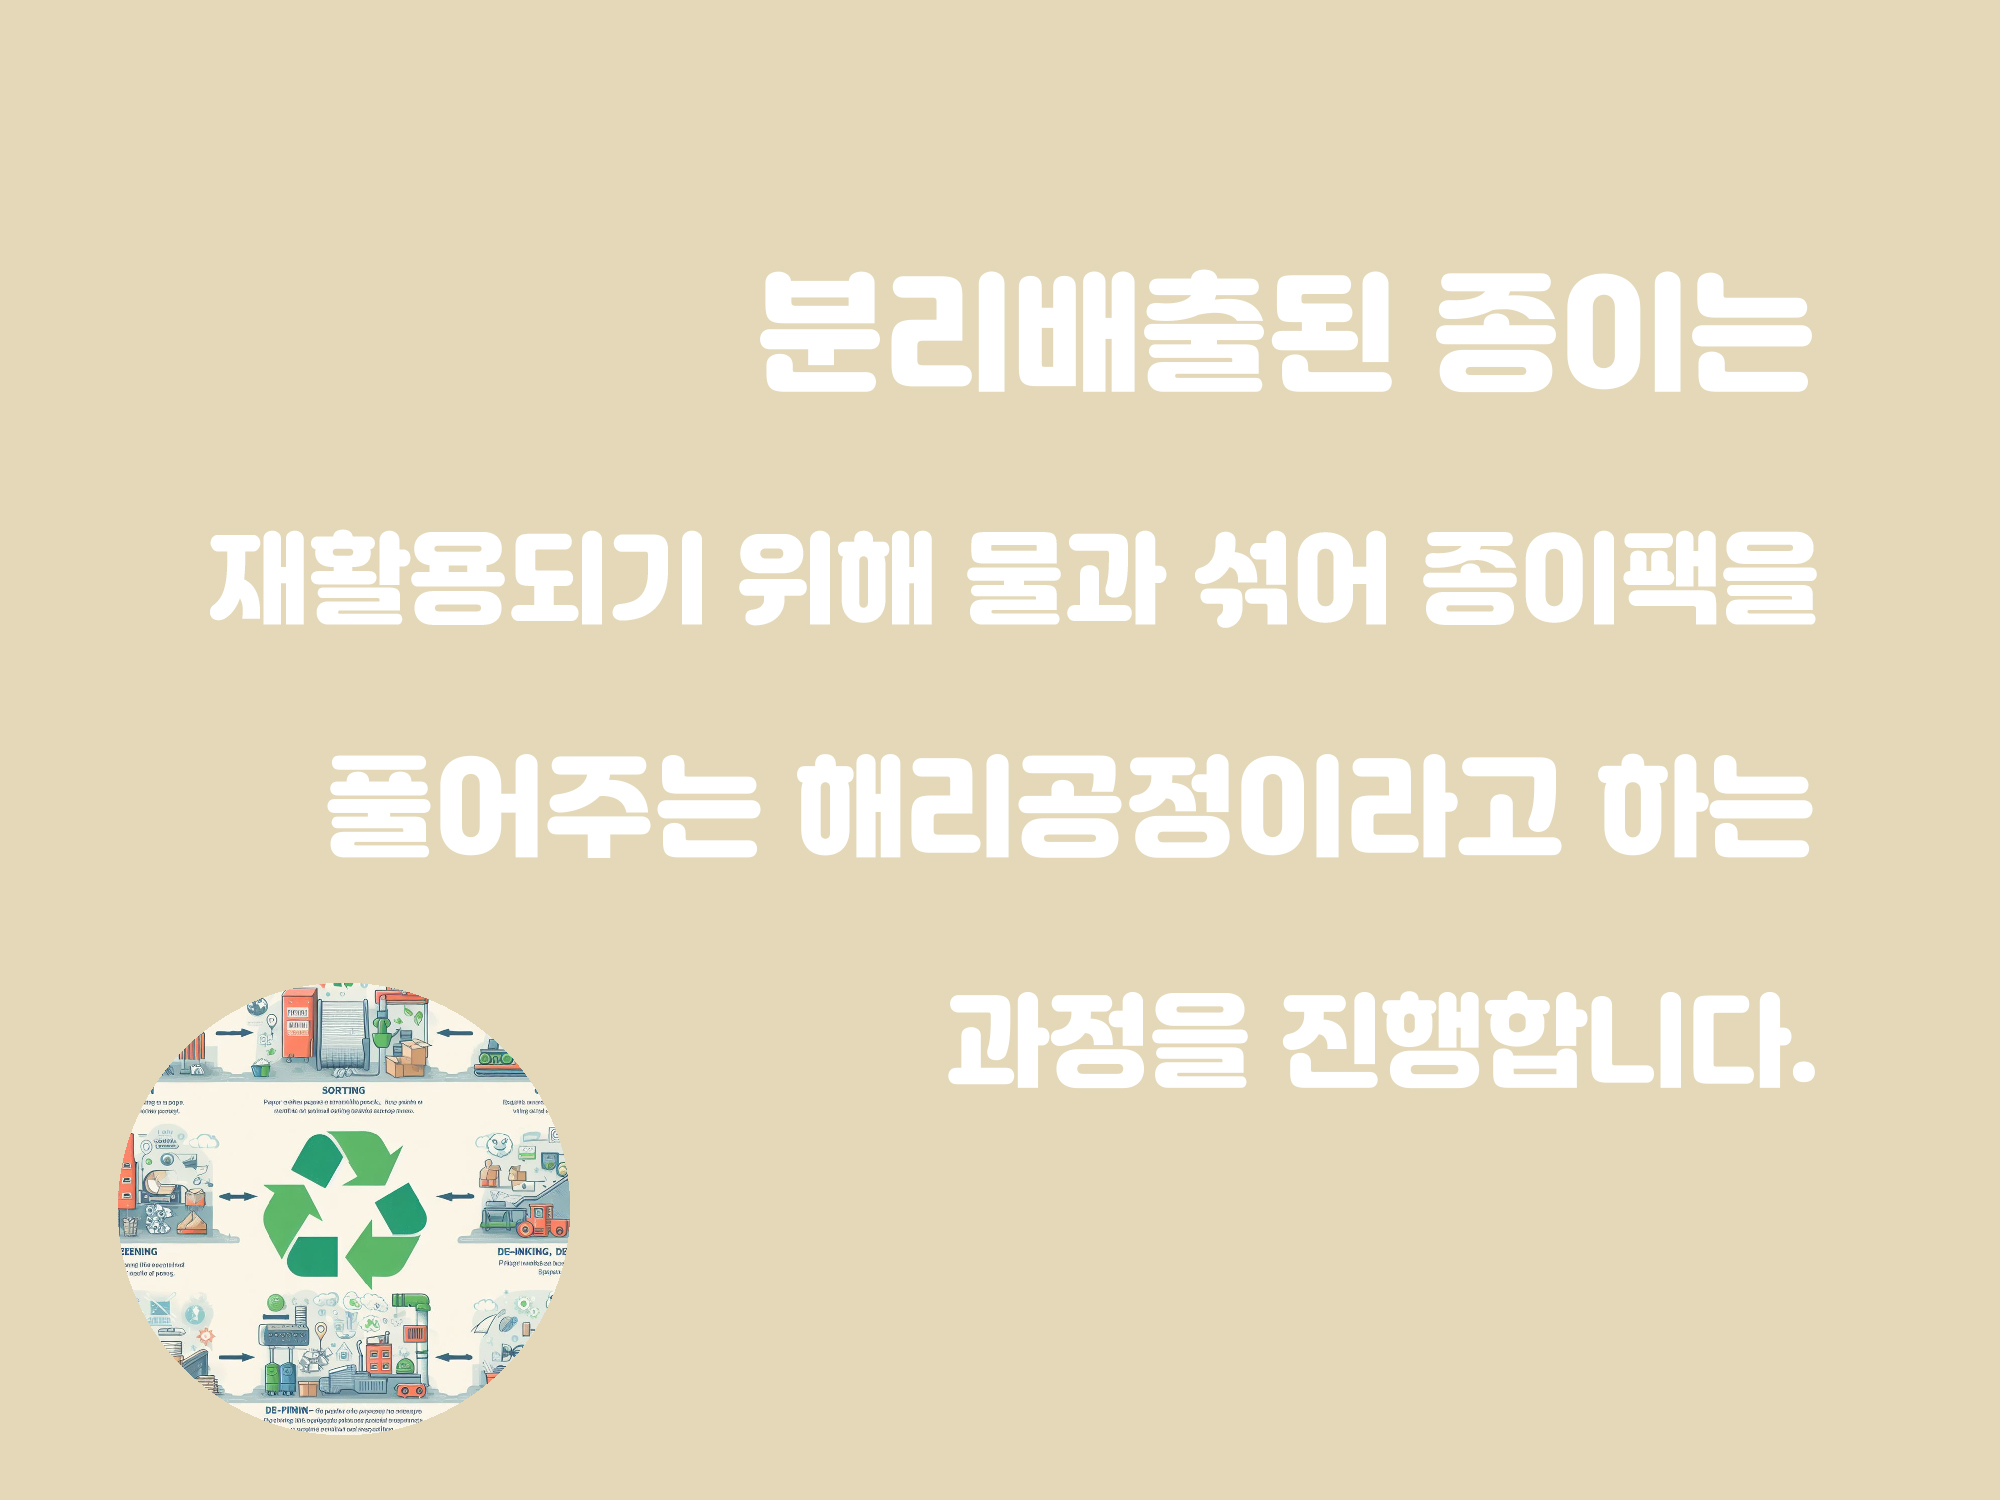 분리배출된 종이는
재활용되기 위해 물과 섞어 종이팩을
풀어주는 해리공정이라고 하는
과정을 진행합니다.
SORTING
EENING
DE-INKING, DE